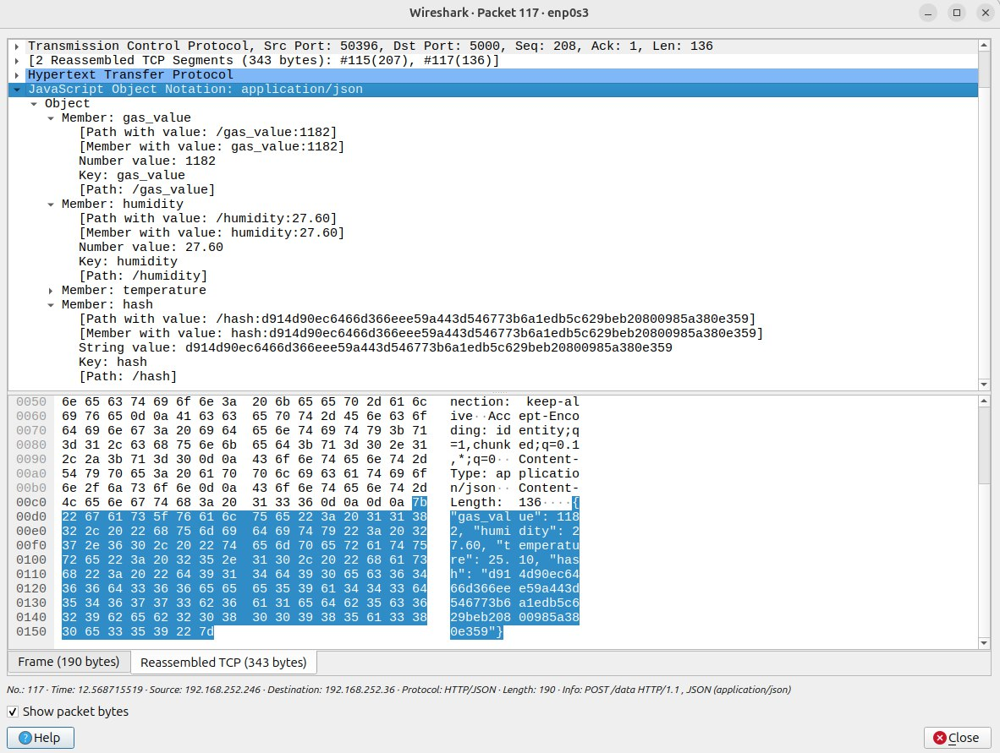 Wireshark · Packet 117 · enp0s3
Transmission Control Protocol, Src Port: 50396, Dst Port: 5000, Seq: 208, Ack: 1, Len: 136
[2 Reassembled TCP Segments (343 bytes): #115(207), #117(136)]
Hypertext Transfer Protocol
JavaScript Object Notation: application/json
Object
Member: gas_value
[Path with value: /gas_value:1182]
[Member with value: gas_value:1182]
Number value: 1182
Key: gas_value
[Path: /gas_value]
Member: humidity
[Path with value: /humidity:27.60]
[Member with value: humidity:27.60]
Number value: 27.60
Key: humidity
[Path: /humidity]
Member: temperature
Member: hash
[Path with value: /hash:d914d90ec6466d366eee59a443d546773b6a1edb5c629beb20800985a380e359]
[Member with value: hash:d914d90ec6466d366eee59a443d546773b6a1edb5c629beb20800985a380e359]
String value: d914d90ec6466d366eee59a443d546773b6a1edb5c629beb20800985a380e359
Key: hash
[Path: /hash]
0050 6e 65 63 74 69 6f 6e 3a 20 6b 65 65 70 2d 61 6c nection: keep-al
0060 69 76 65 0d 0a 41 63 63 65 70 74 2d 45 6e 63 6f ive··Acc ept-Enco
0070 64 69 6e 67 3a 20 69 64 65 6e 74 69 74 79 3b 71 ding: id entity;q
0080 3d 31 2c 63 68 75 6e 6b 65 64 3b 71 3d 30 2e 31 =1,chunk ed;q=0.1
0090 2c 2a 3b 71 3d 30 0d 0a 43 6f 6e 74 65 6e 74 2d ,*;q=0·· Content-
00a0 54 79 70 65 3a 20 61 70 70 6c 69 63 61 74 69 6f Type: ap plicatio
00b0 6e 2f 6a 73 6f 6e 0d 0a 43 6f 6e 74 65 6e 74 2d n/json·· Content-
00c0 4c 65 6e 67 74 68 3a 20 31 33 36 0d 0a 0d 0a 7b Length: 136····{
00d0 22 67 61 73 5f 76 61 6c 75 65 22 3a 20 31 31 38 "gas_val ue": 118
00e0 32 2c 20 22 68 75 6d 69 64 69 74 79 22 3a 20 32 2, "humi dity": 2
00f0 37 2e 36 30 2c 20 22 74 65 6d 70 65 72 61 74 75 7.60, "t emperatu
0100 72 65 22 3a 20 32 35 2e 31 30 2c 20 22 68 61 73 re": 25. 10, "has
0110 68 22 3a 20 22 64 39 31 34 64 39 30 65 63 36 34 h": "d91 4d90ec64
0120 36 36 64 33 36 36 65 65 65 35 39 61 34 34 33 64 66d366ee e59a443d
0130 35 34 36 37 37 33 62 36 61 31 65 64 62 35 63 36 546773b6 a1edb5c6
0140 32 39 62 65 62 32 30 38 30 30 39 38 35 61 33 38 29beb208 00985a38
0150 30 65 33 35 39 22 7d 0e359"}
Frame (190 bytes) Reassembled TCP (343 bytes)
No.: 117 · Time: 12.568715519 · Source: 192.168.252.246 · Destination: 192.168.252.36 · Protocol: HTTP/JSON · Length: 190 · Info: POST /data HTTP/1.1 , JSON (application/json)
Show packet bytes
Help Close